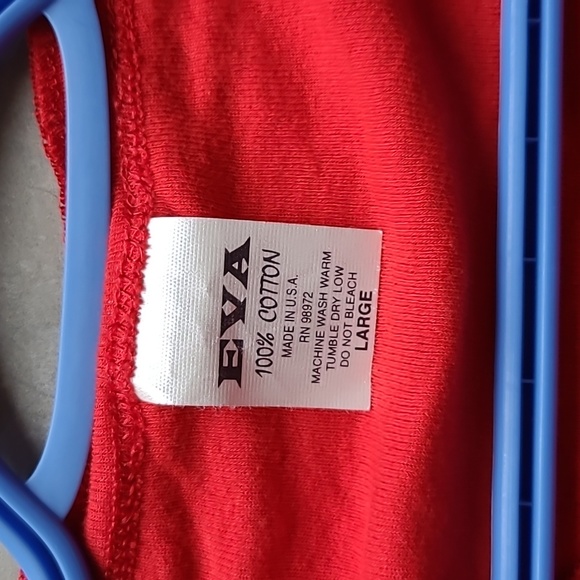 EVA
100% COTTON
MADE IN U.S.A.
RN 98972
MACHINE WASH WARM
TUMBLE DRY LOW
DO NOT BLEACH
LARGE